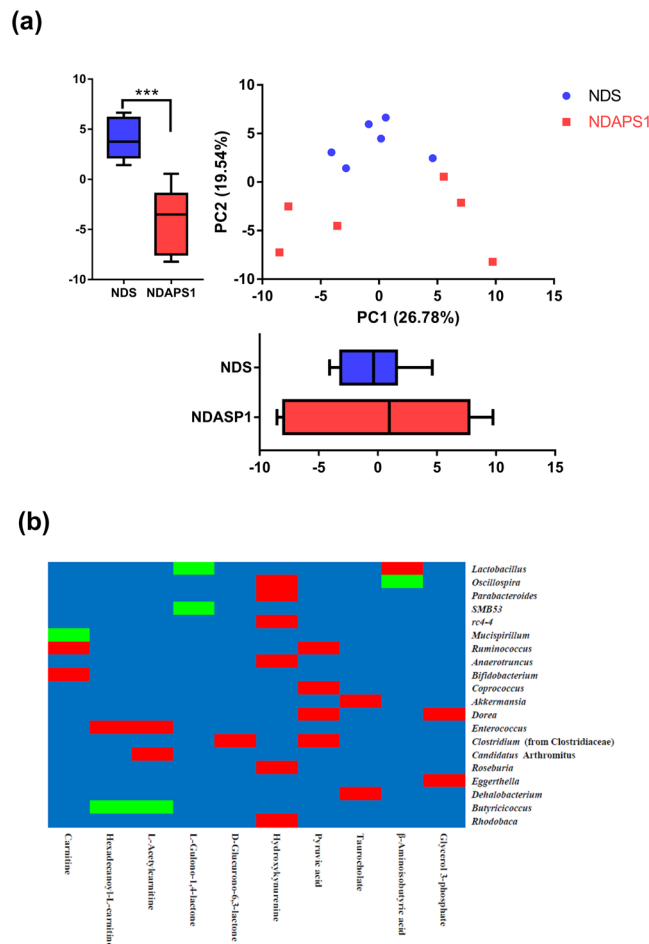 (a)
10
5
0
-5
-10
NDS NDAPS1
***
PC2 (19.54%)
10
5
0
-5
-10
-10 -5 0 5 10 15
PC1 (26.78%)
NDS
NDAPS1
NDS
NDASP1
-10 -5 0 5 10 15
(b)
Lactobacillus
Oscillospira
Parabacteroides
SMB53
rc4-4
Mucispirillum
Ruminococcus
Anaerotruncus
Bifidobacterium
Coprococcus
Akkermansia
Dorea
Enterococcus
Clostridium (from Clostridiaceae)
Candidatus Arthromitus
Roseburia
Eggerthella
Dehalobacterium
Butyricicoccus
Rhodobaca
Carnitine
Hexadecanoyl-L-carnitine
L-Acetylcarnitine
L-Gulono-1,4-lactone
D-Glucurono-6,3-lactone
Hydroxykynurenine
Pyruvic acid
Taurocholate
β-Aminoisobutyric acid
Glycerol 3-phosphate